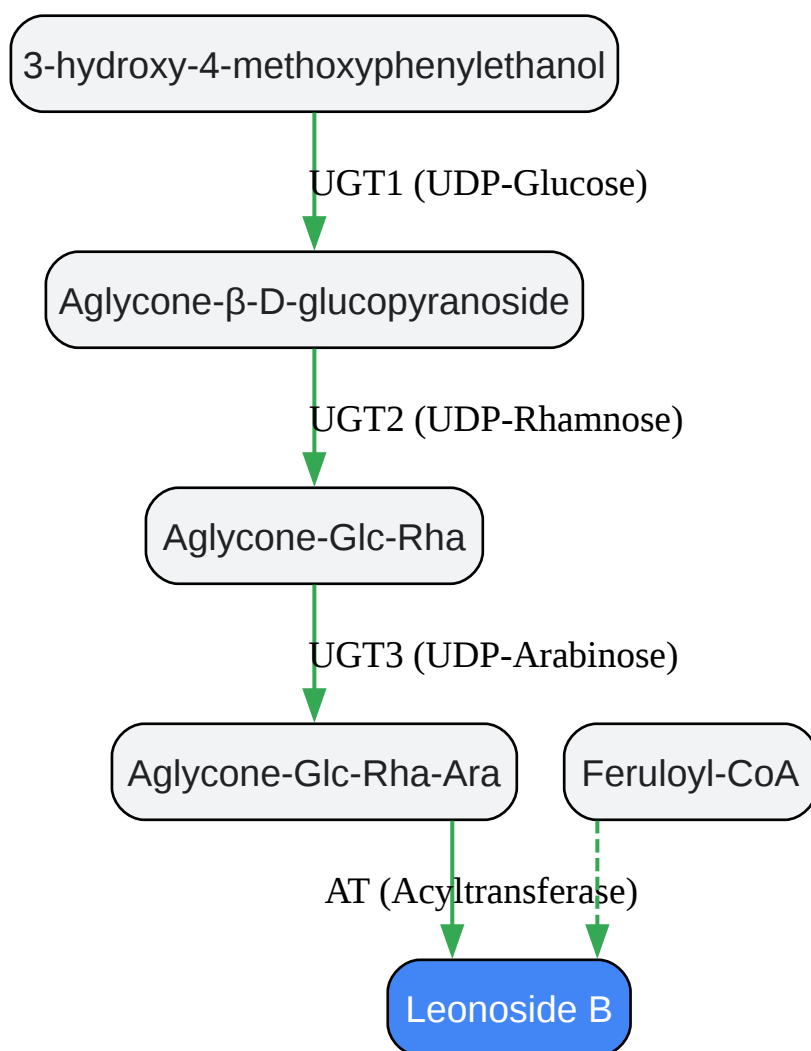 3-hydroxy-4-methoxyphenylethanol
UGT1 (UDP-Glucose)
Aglycone-β-D-glucopyranoside
UGT2 (UDP-Rhamnose)
Aglycone-Glc-Rha
UGT3 (UDP-Arabinose)
Aglycone-Glc-Rha-Ara
Feruloyl-CoA
AT (Acyltransferase)
Leonoside B